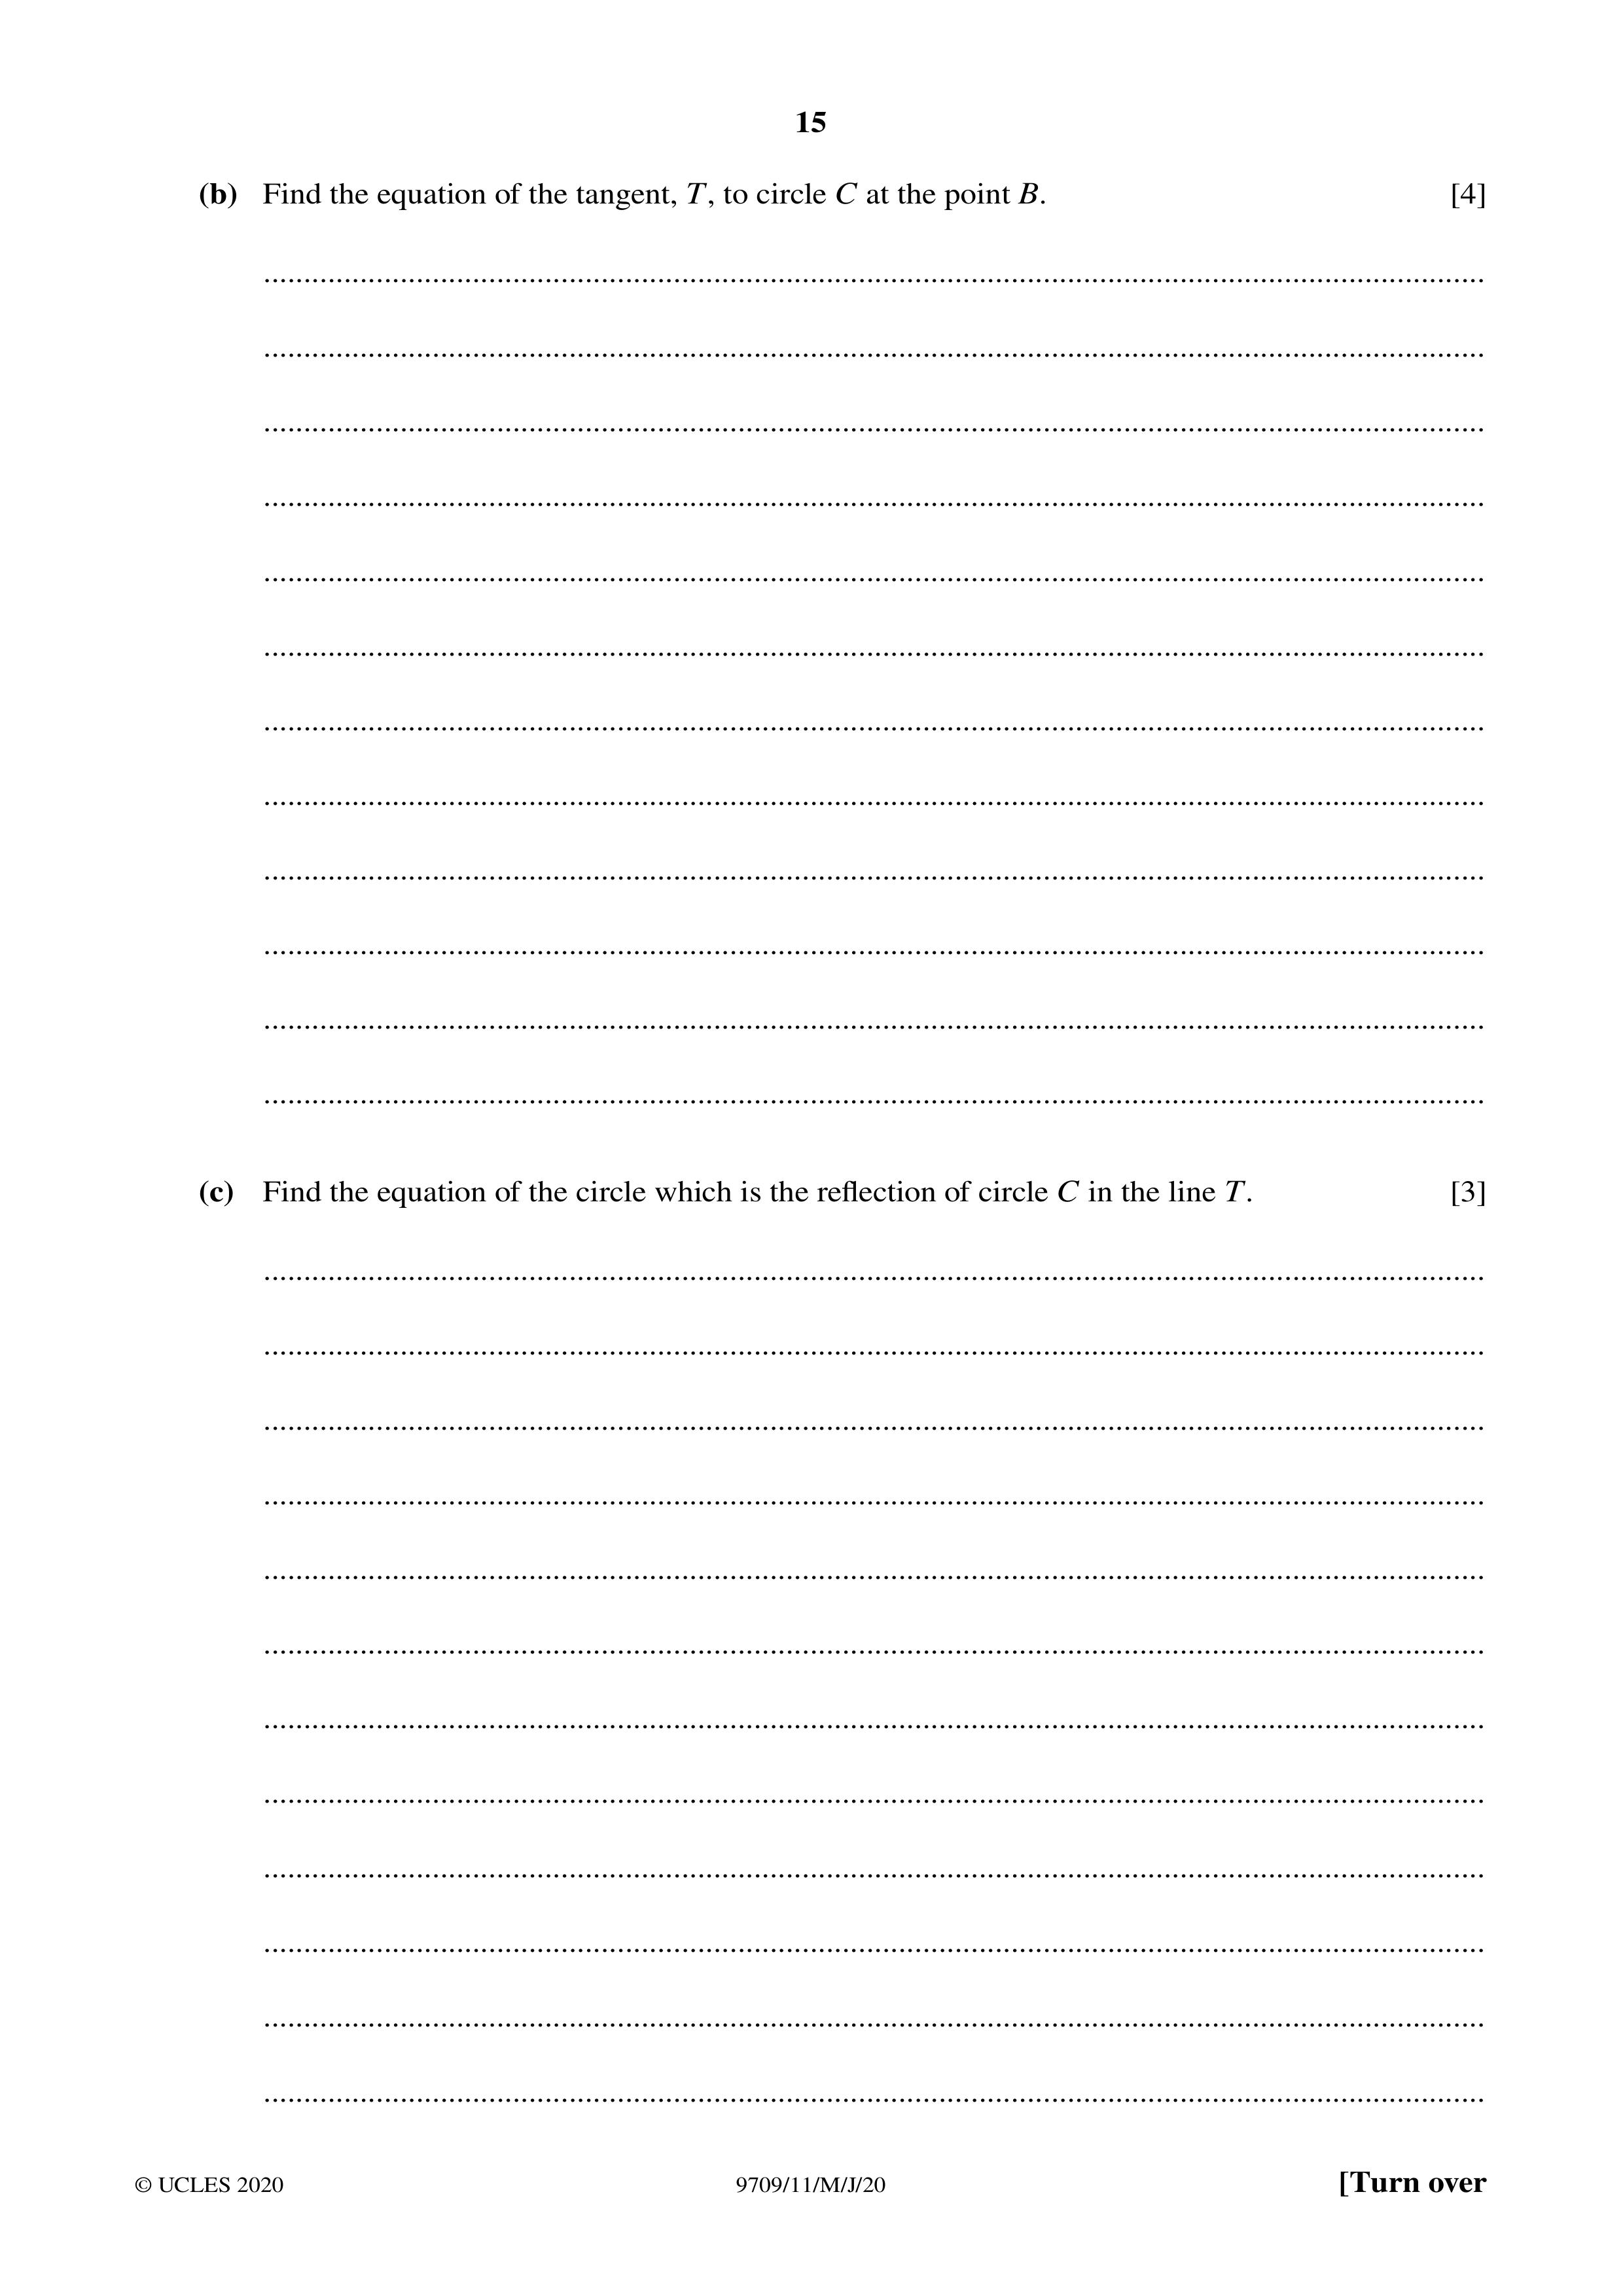 15
(b) Find the equation of the tangent, T, to circle C at the point B. [4]
(c) Find the equation of the circle which is the reflection of circle C in the line T. [3]
© UCLES 2020 9709/11/M/J/20 [Turn over